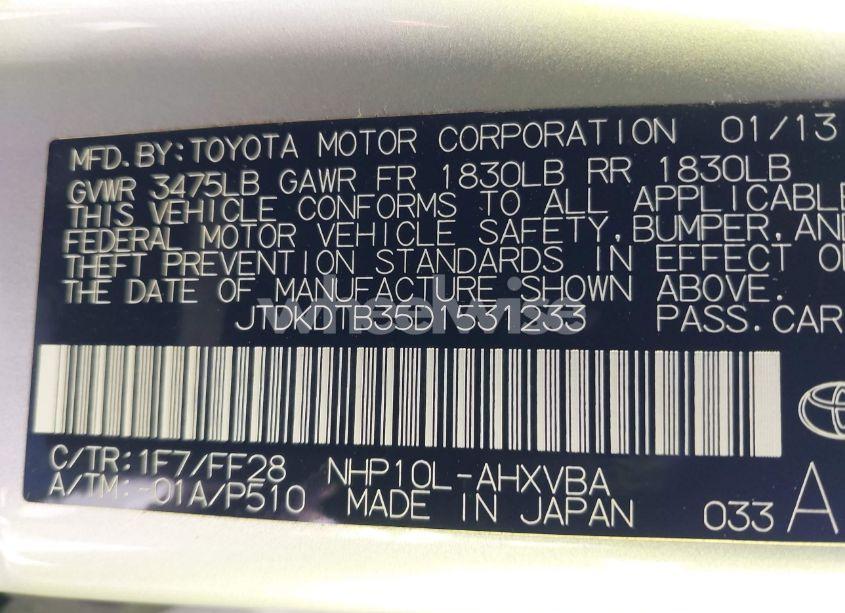 MFD. BY: TOYOTA MOTOR CORPORATION 01/13
GVWR 3475LB GAWR FR 1830LB RR 1830LB
THIS VEHICLE CONFORMS TO ALL APPLICABLE
FEDERAL MOTOR VEHICLE SAFETY, BUMPER, AND
THEFT PREVENTION STANDARDS IN EFFECT O
THE DATE OF MANUFACTURE SHOWN ABOVE.
wheelwise
JTDKDTB35D1531233 PASS. CAR
C/TR: 1F7/FF28 NHP10L-AHXVBA
A/TM: -01A/P510 MADE IN JAPAN 033 A